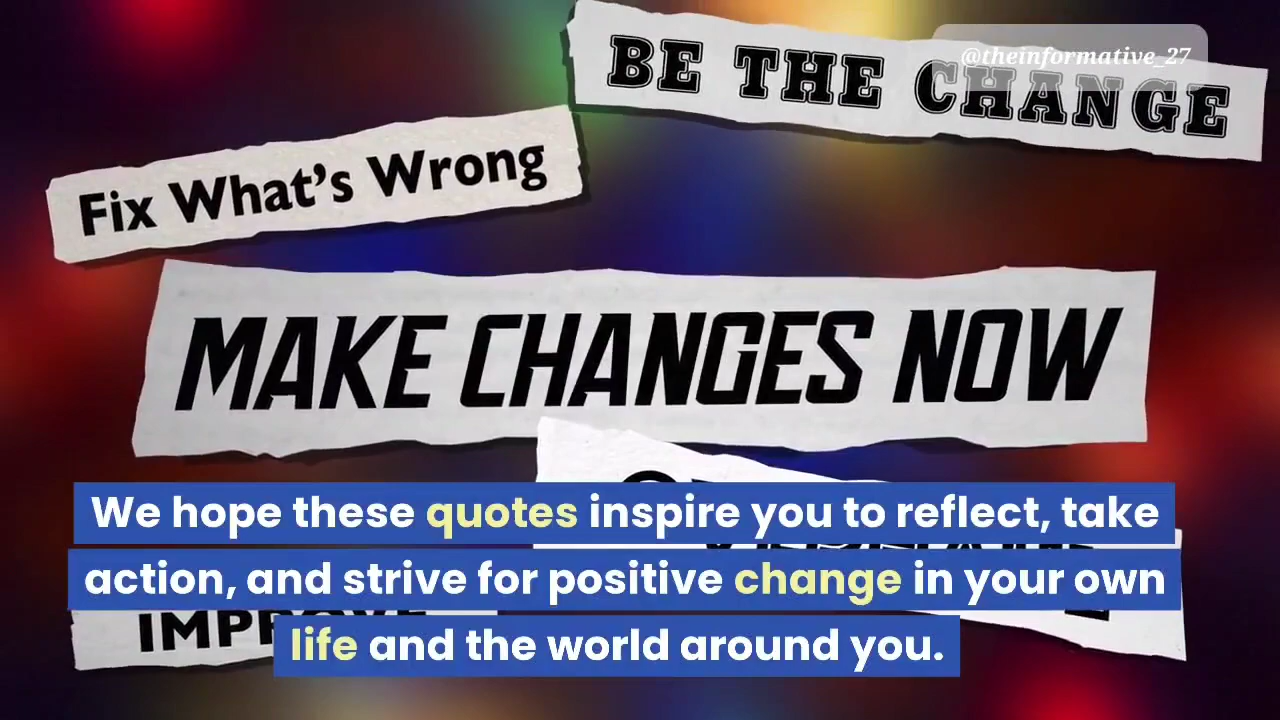 BE THE CHANGE
@theinformative_27
Fix What's Wrong
MAKE CHANGES NOW
We hope these quotes inspire you to reflect, take
action, and strive for positive change in your own
life and the world around you.